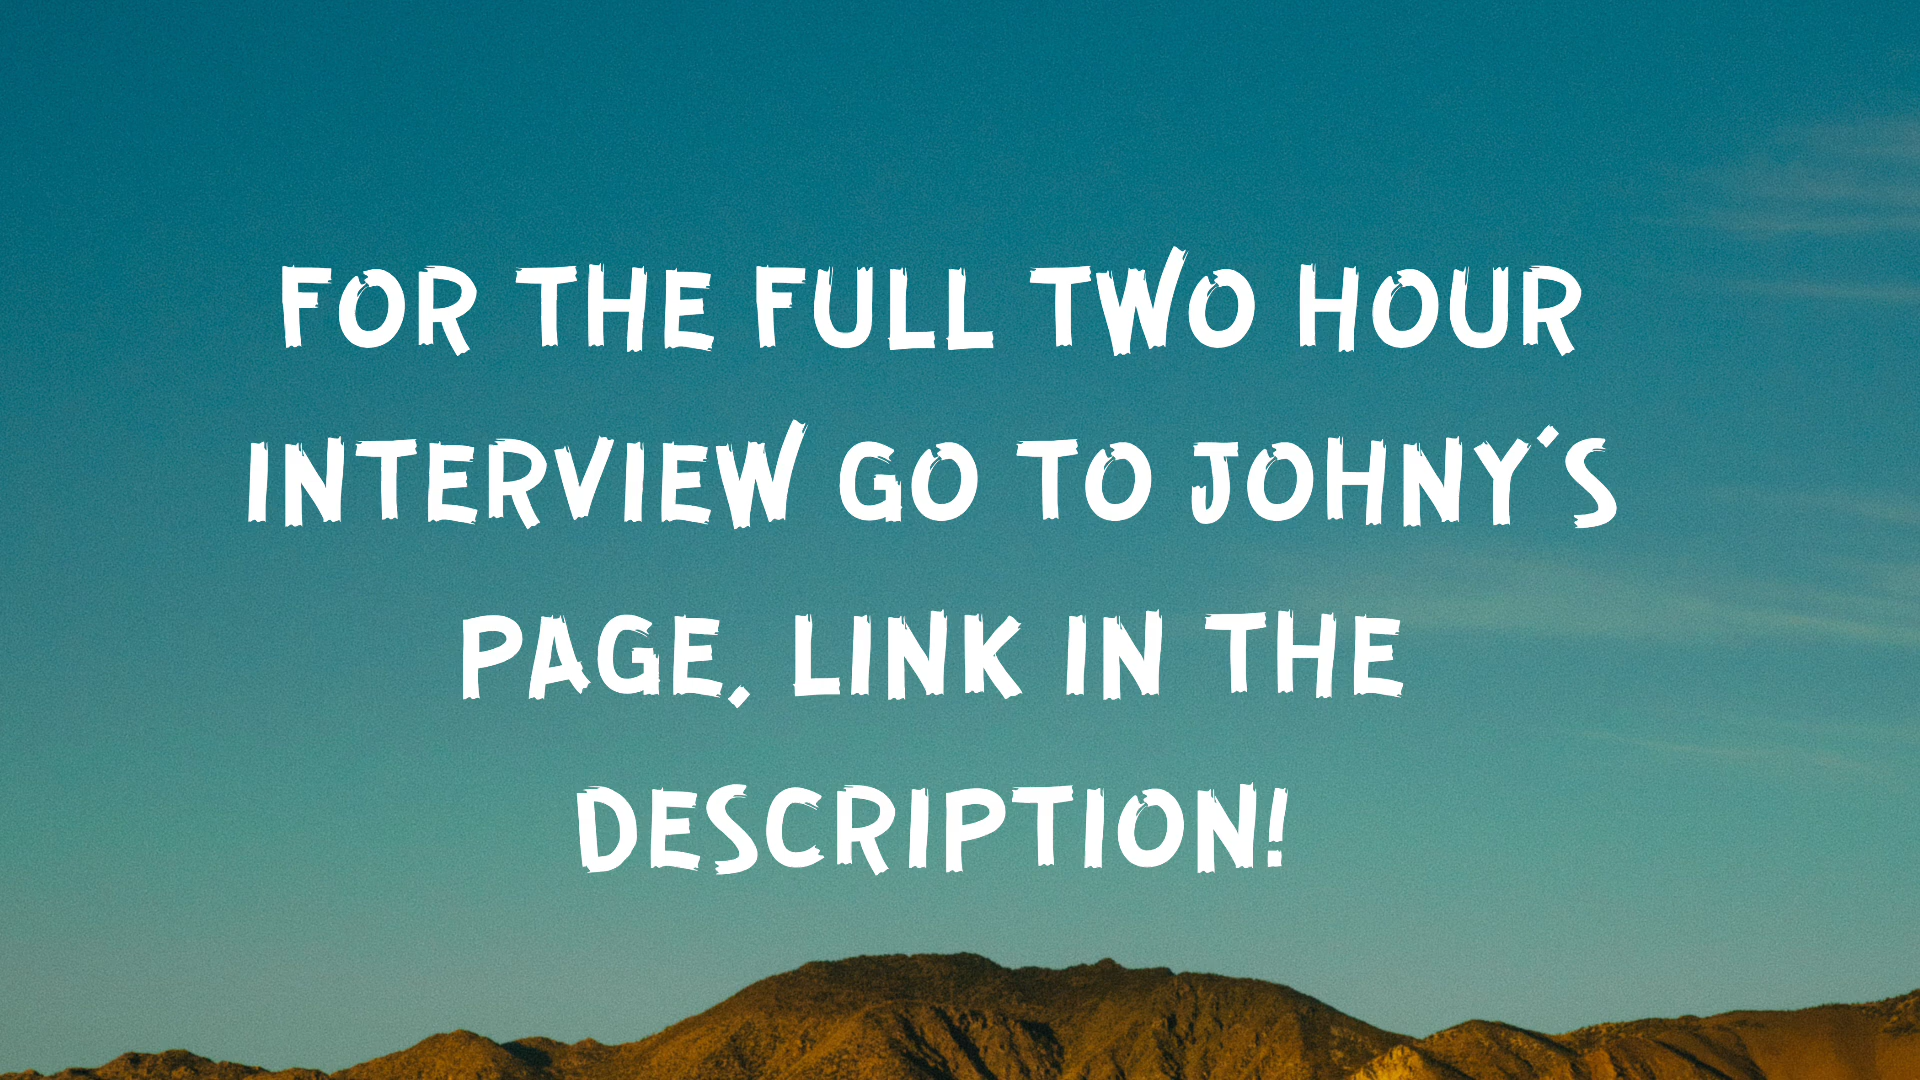 FOR THE FULL TWO HOUR
INTERVIEW GO TO JOHNY'S
PAGE, LINK IN THE
DESCRIPTION!